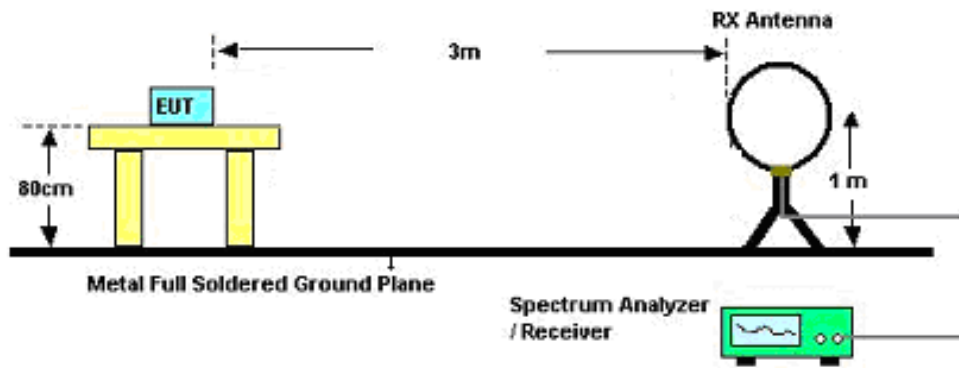 RX Antenna
3m
EUT
80cm
1 m
Metal Full Soldered Ground Plane
Spectrum Analyzer
/ Receiver